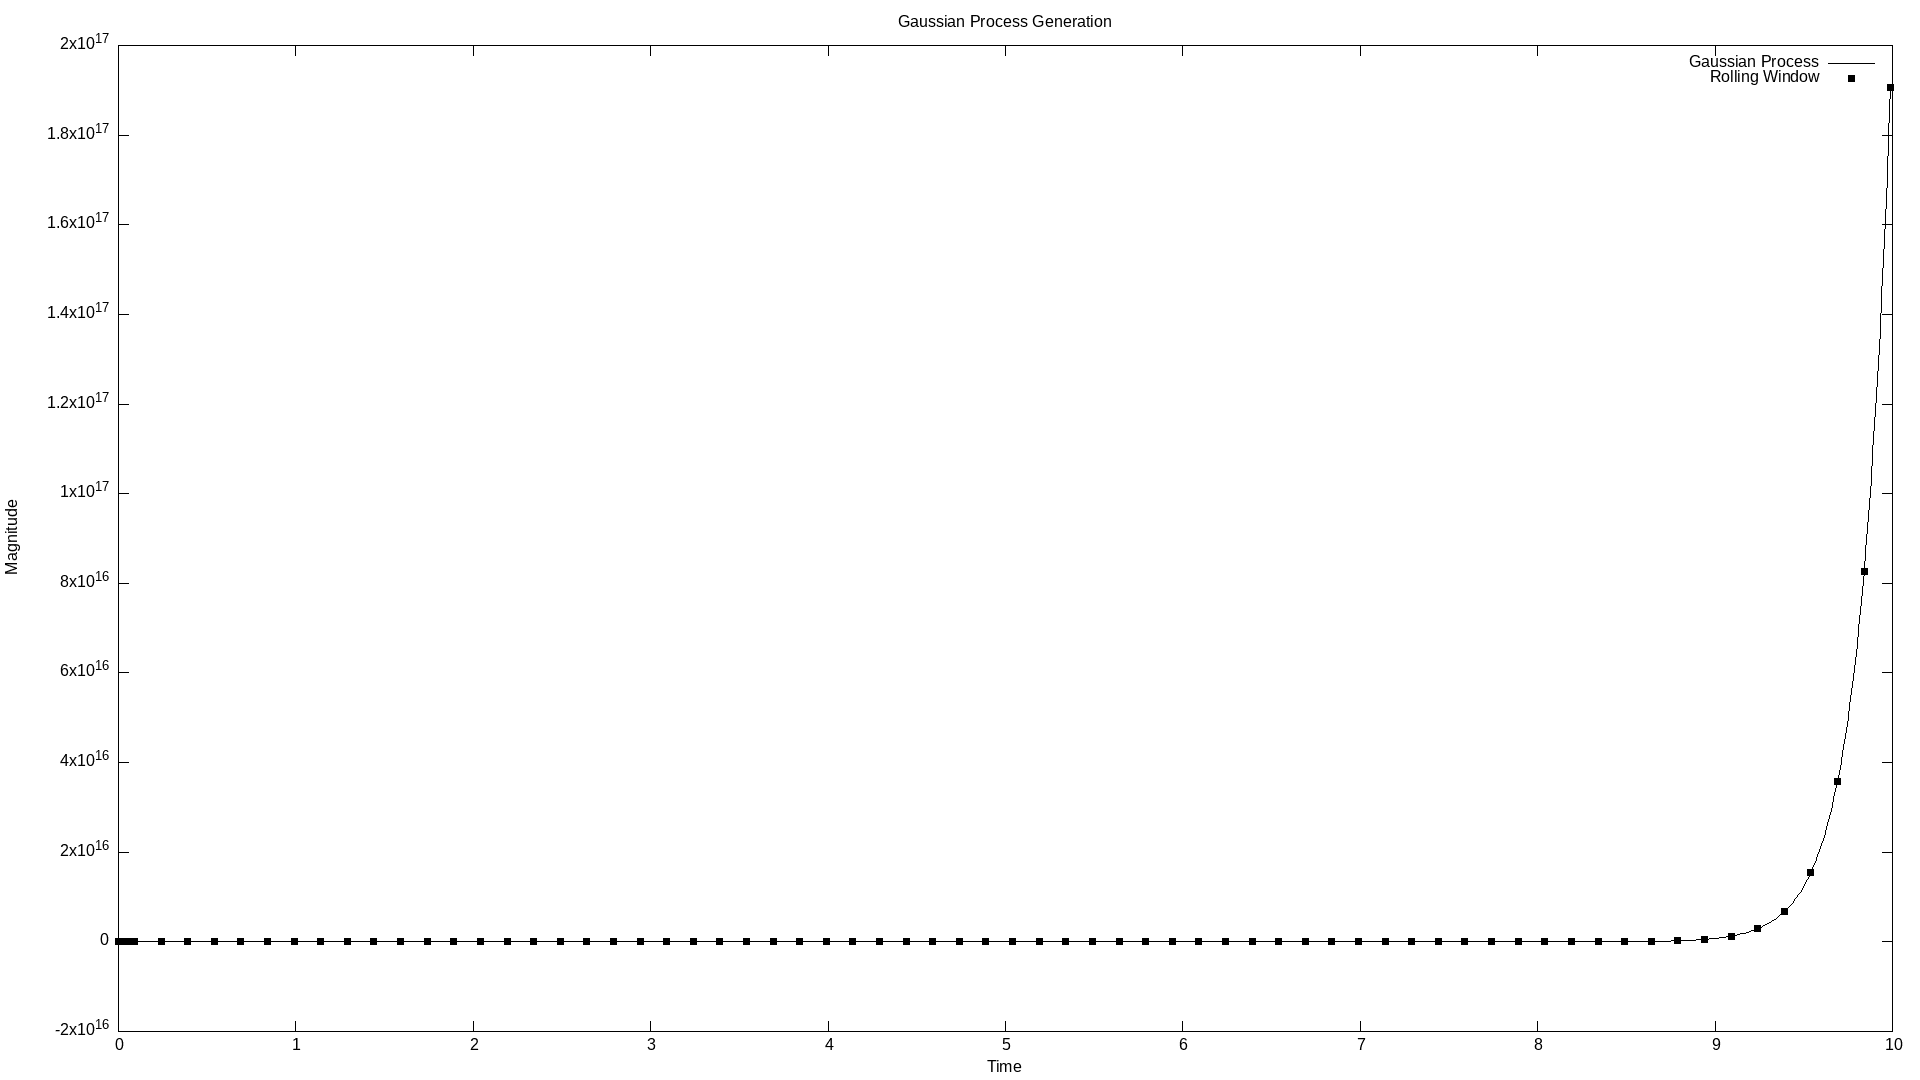 Gaussian Process Generation
Gaussian Process
Rolling Window
2x10^17
1.8x10^17
1.6x10^17
1.4x10^17
1.2x10^17
1x10^17
8x10^16
6x10^16
4x10^16
2x10^16
0
-2x10^16
Magnitude
0 1 2 3 4 5 6 7 8 9 10
Time